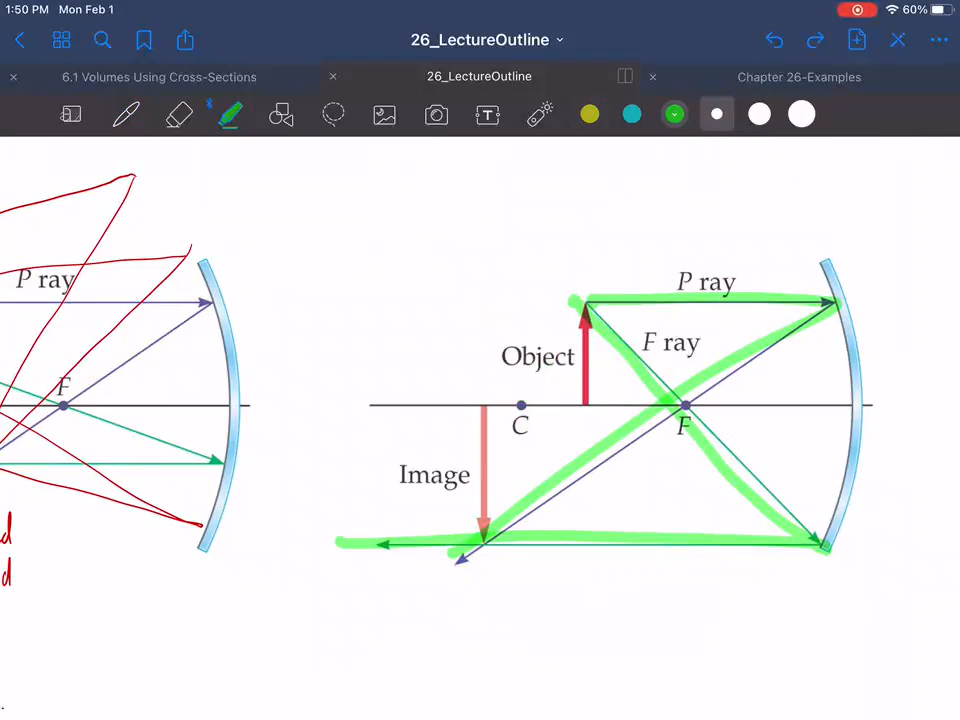 1:50 PM Mon Feb 1
60%
26_LectureOutline
6.1 Volumes Using Cross-Sections
26_LectureOutline
Chapter 26-Examples
T
P ray
F
d
d
P ray
F ray
Object
C
F
Image